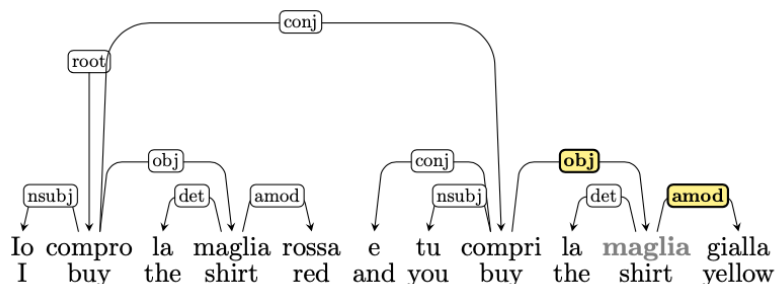 conj
root
obj conj obj
nsubj det amod nsubj det amod
Io compro la maglia rossa e tu compri la maglia gialla
I buy the shirt red and you buy the shirt yellow